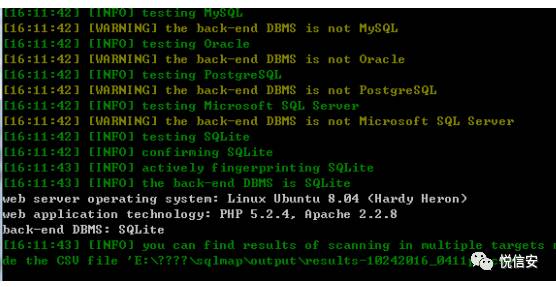 [16:11:42] [INFO] testing MySQL
[16:11:42] [WARNING] the back-end DBMS is not MySQL
[16:11:42] [INFO] testing Oracle
[16:11:42] [WARNING] the back-end DBMS is not Oracle
[16:11:42] [INFO] testing PostgreSQL
[16:11:42] [WARNING] the back-end DBMS is not PostgreSQL
[16:11:42] [INFO] testing Microsoft SQL Server
[16:11:42] [WARNING] the back-end DBMS is not Microsoft SQL Server
[16:11:42] [INFO] testing SQLite
[16:11:42] [INFO] confirming SQLite
[16:11:43] [INFO] actively fingerprinting SQLite
[16:11:43] [INFO] the back-end DBMS is SQLite
web server operating system: Linux Ubuntu 8.04 (Hardy Heron)
web application technology: PHP 5.2.4, Apache 2.2.8
back-end DBMS: SQLite
[16:11:43] [INFO] you can find results of scanning in multiple targets m
de the CSV file 'E:\????\sqlmap\output\results-10242016_0411
悦信安